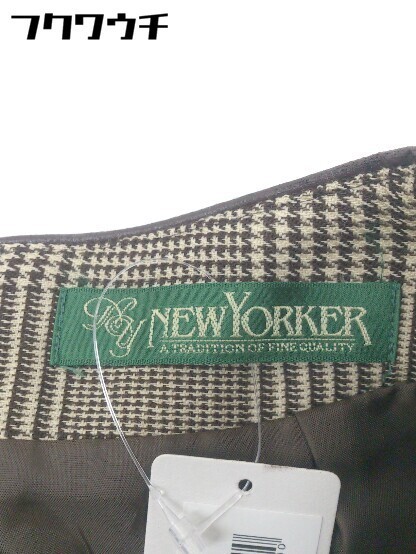 フクワウチ
D&Y NEWYORKER
A TRADITION OF FINE QUALITY